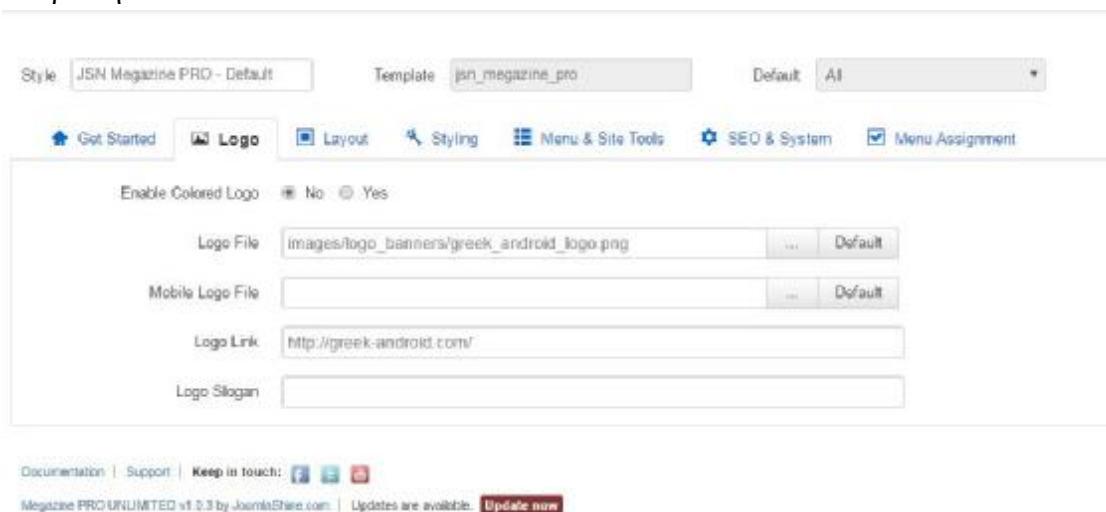 Style JSN Megazine PRO - Default Template jsn_megazine_pro Default All
Get Started Logo Layout Styling Menu & Site Tools SEO & System Menu Assignment
Enable Colored Logo No Yes
Logo File images/logo_banners/greek_android_logo.png ... Default
Mobile Logo File ... Default
Logo Link http://greek-android.com/
Logo Slogan
Documentation | Support | Keep in touch:
Megazine PRO UNLIMITED v1.0.3 by JoomlaShine.com | Updates are available. Update now